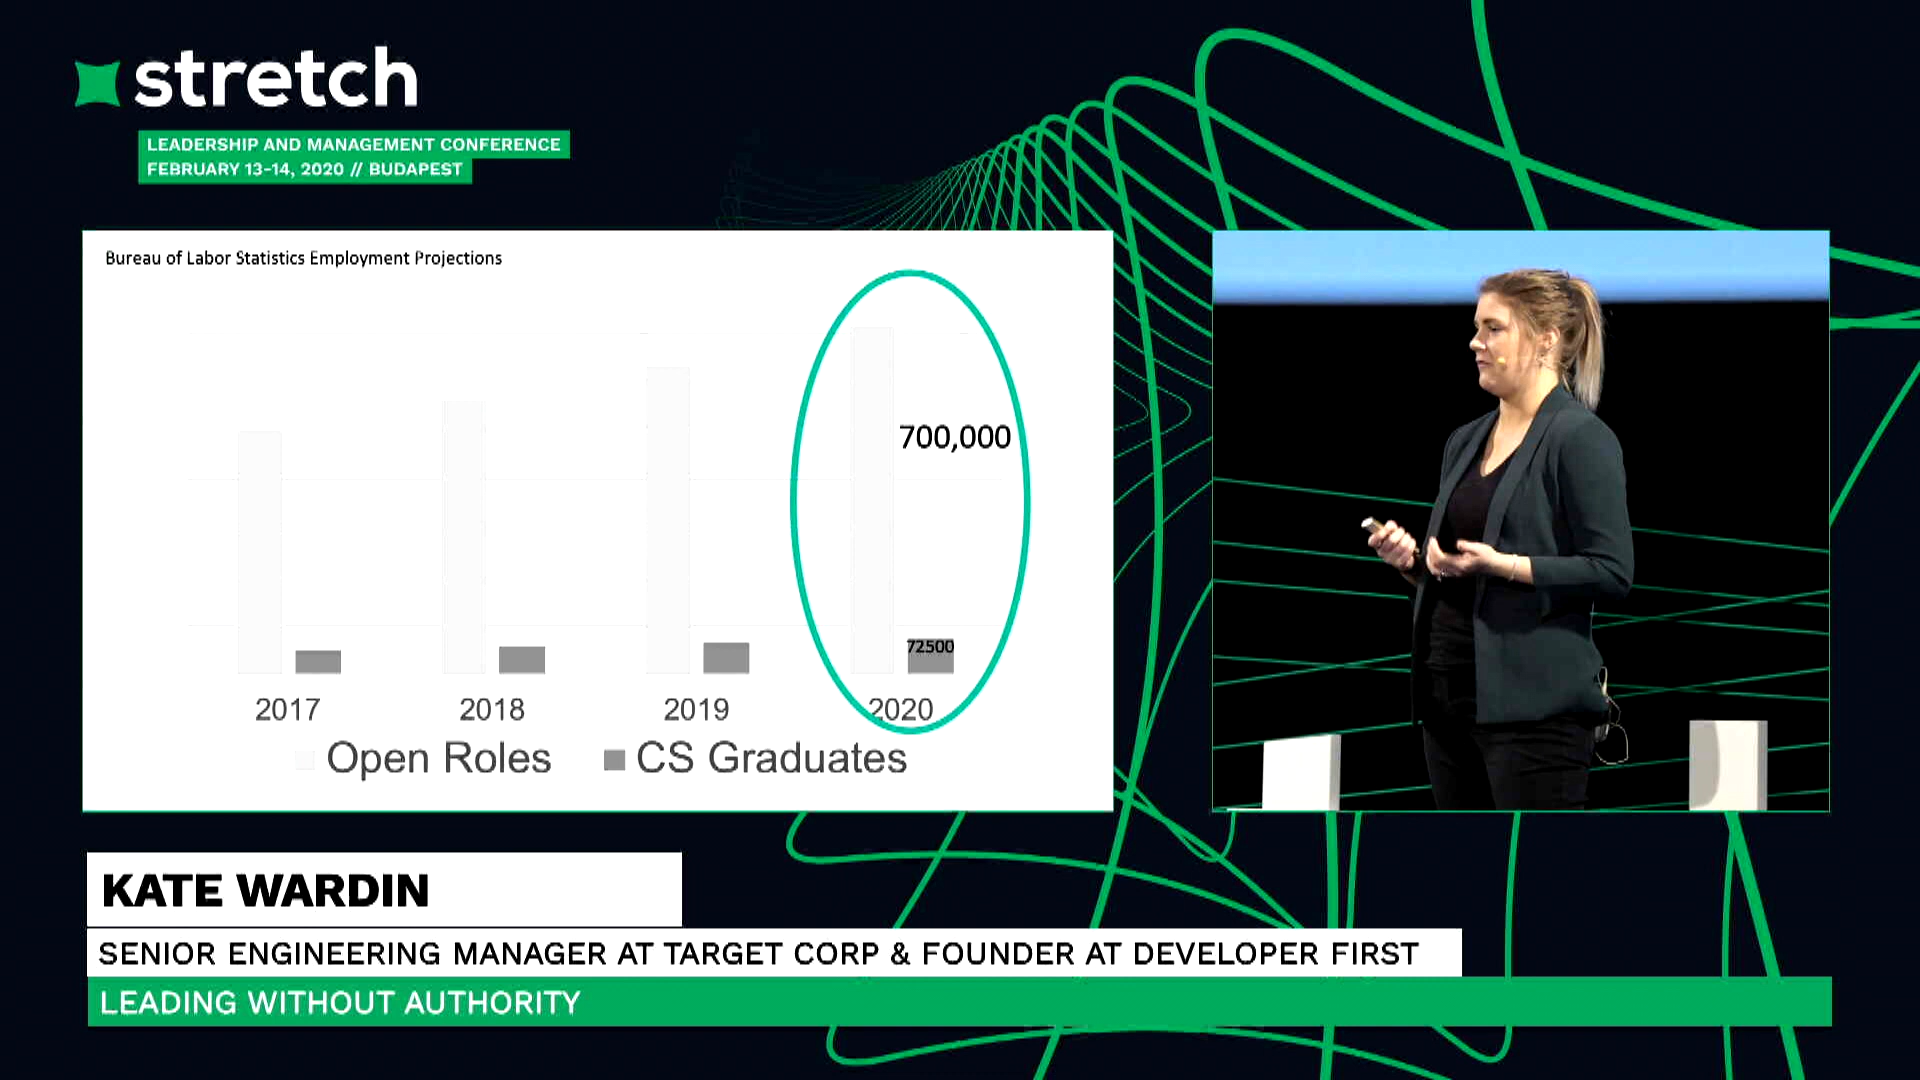 stretch
LEADERSHIP AND MANAGEMENT CONFERENCE
FEBRUARY 13-14, 2020 // BUDAPEST
Bureau of Labor Statistics Employment Projections
700,000
72500
2017 2018 2019 2020
Open Roles CS Graduates
KATE WARDIN
SENIOR ENGINEERING MANAGER AT TARGET CORP & FOUNDER AT DEVELOPER FIRST
LEADING WITHOUT AUTHORITY